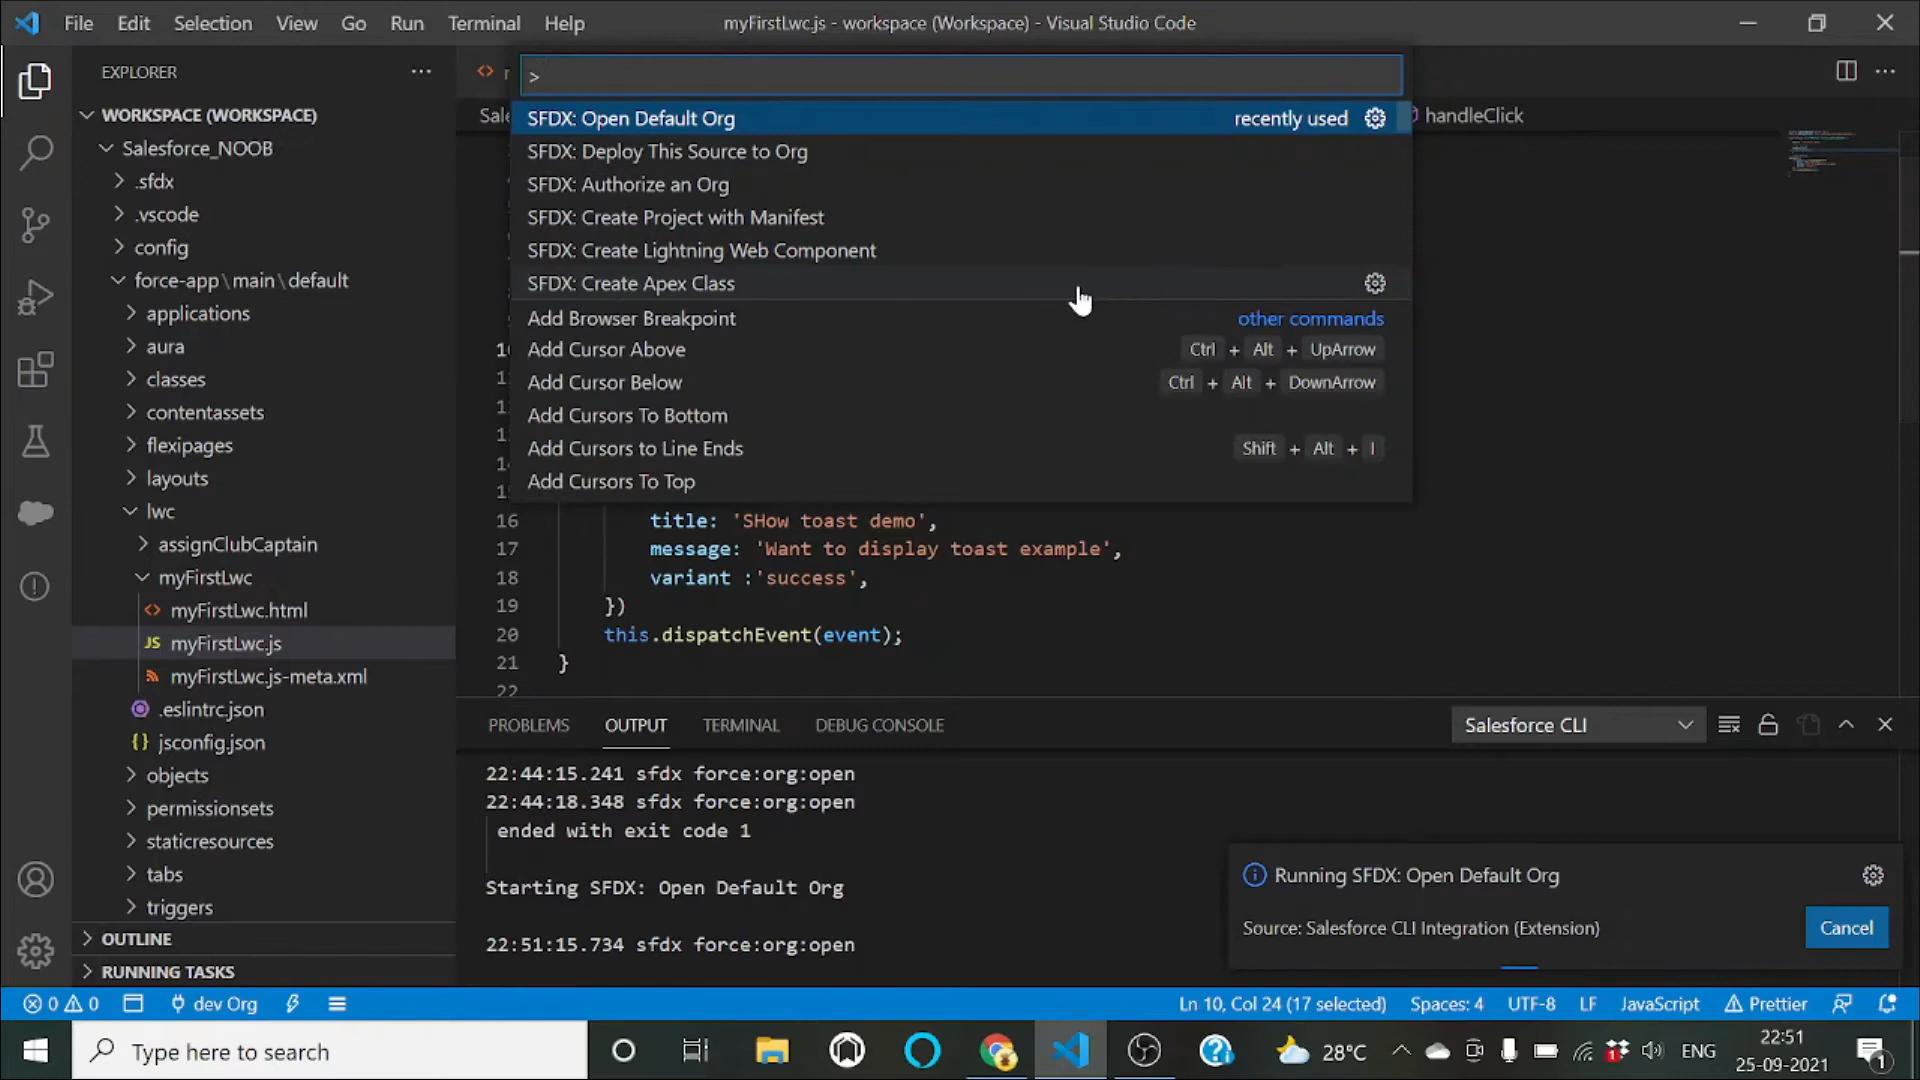 File Edit Selection View Go Run Terminal Help
myFirstLwc.js - workspace (Workspace) - Visual Studio Code
EXPLORER
WORKSPACE (WORKSPACE)
Salesforce_NOOB
.sfdx
.vscode
config
force-app\main\default
applications
aura
classes
contentassets
flexipages
layouts
lwc
assignClubCaptain
myFirstLwc
myFirstLwc.html
JS myFirstLwc.js
myFirstLwc.js-meta.xml
.eslintrc.json
{} jsconfig.json
objects
permissionsets
staticresources
tabs
triggers
OUTLINE
RUNNING TASKS
>
handleClick
SFDX: Open Default Org recently used
SFDX: Deploy This Source to Org
SFDX: Authorize an Org
SFDX: Create Project with Manifest
SFDX: Create Lightning Web Component
SFDX: Create Apex Class
Add Browser Breakpoint other commands
Add Cursor Above Ctrl + Alt + UpArrow
Add Cursor Below Ctrl + Alt + DownArrow
Add Cursors To Bottom
Add Cursors to Line Ends Shift + Alt + I
Add Cursors To Top
16 title: 'SHow toast demo',
17 message: 'Want to display toast example',
18 variant :'success',
19 })
20 this.dispatchEvent(event);
21 }
22
PROBLEMS OUTPUT TERMINAL DEBUG CONSOLE Salesforce CLI
22:44:15.241 sfdx force:org:open
22:44:18.348 sfdx force:org:open
ended with exit code 1
Starting SFDX: Open Default Org
22:51:15.734 sfdx force:org:open
Running SFDX: Open Default Org
Source: Salesforce CLI Integration (Extension) Cancel
0 0 dev Org Ln 10, Col 24 (17 selected) Spaces: 4 UTF-8 LF JavaScript Prettier
Type here to search
28°C ENG 22:51
25-09-2021 1